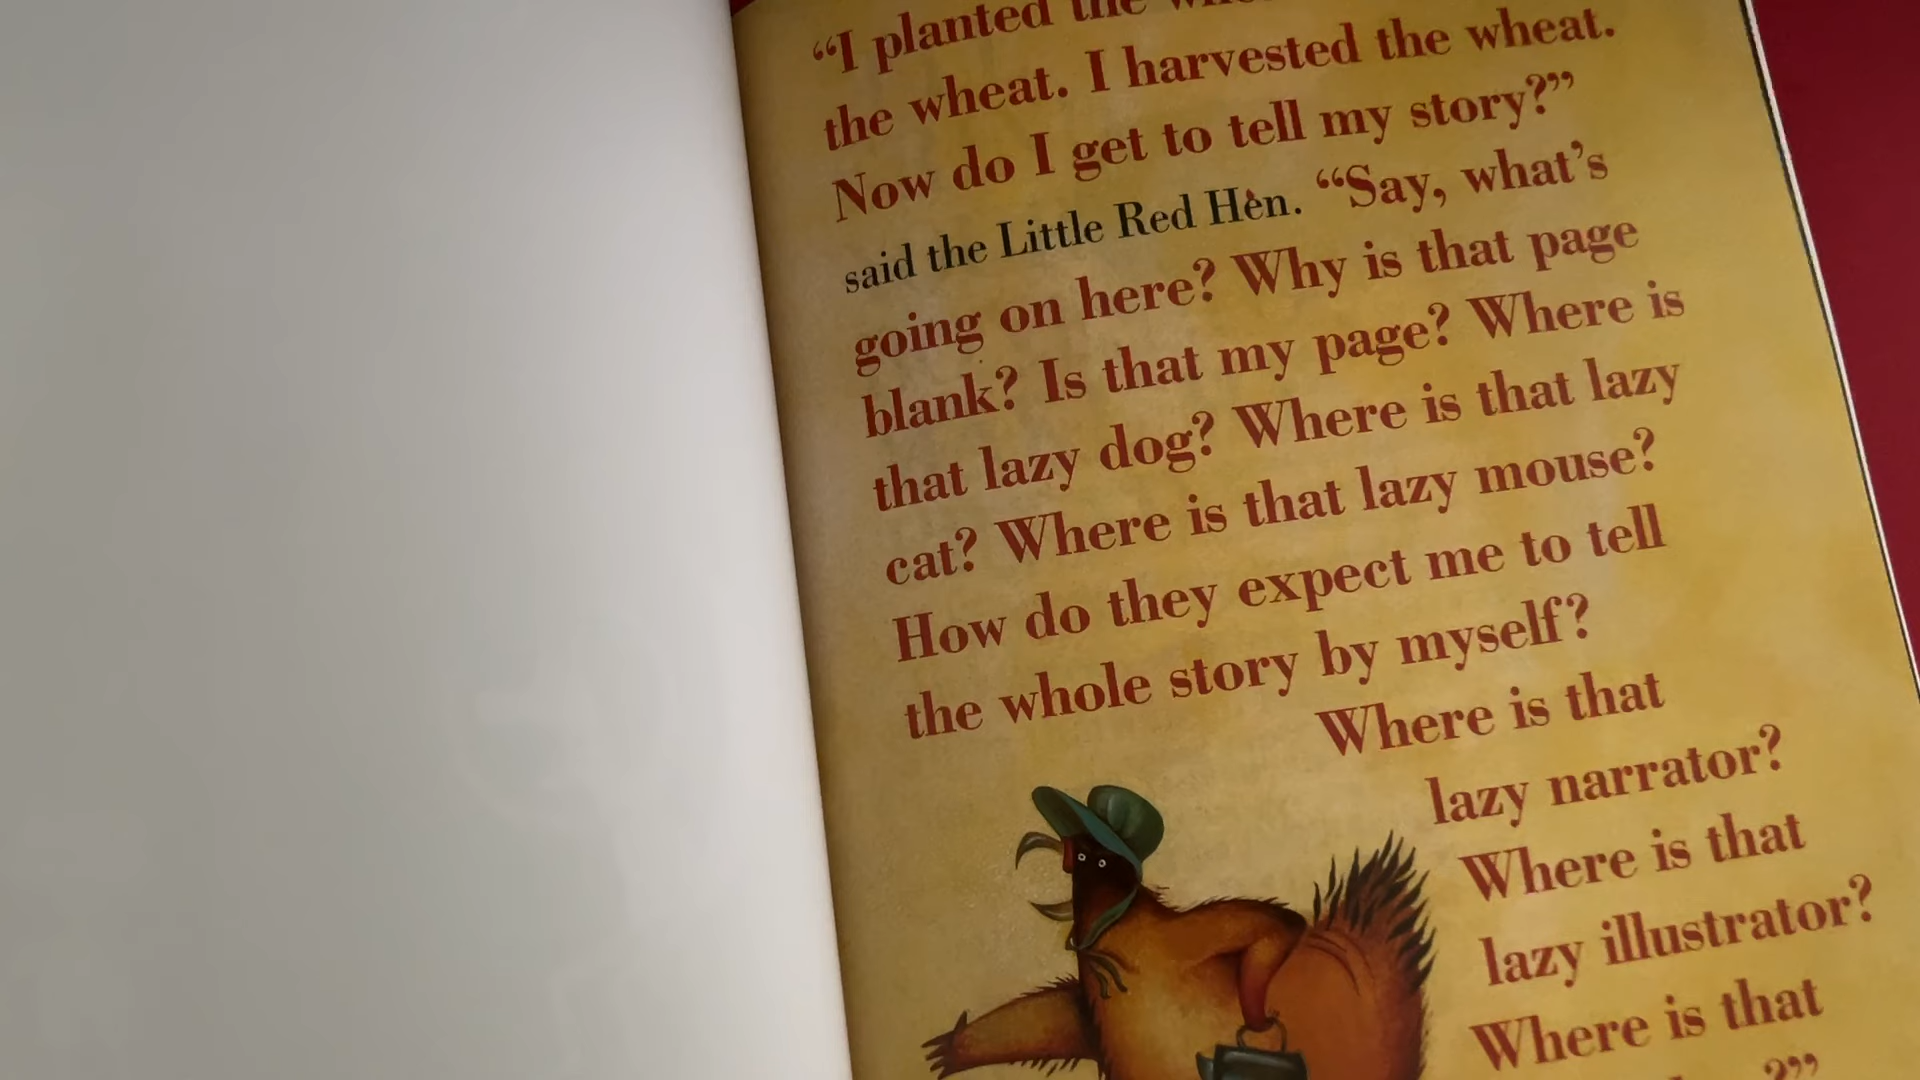 “I planted the
the wheat. I harvested the wheat.
Now do I get to tell my story?”
said the Little Red Hen. “Say, what’s
going on here? Why is that page
blank? Is that my page? Where is
that lazy dog? Where is that lazy
cat? Where is that lazy mouse?
How do they expect me to tell
the whole story by myself?
Where is that
lazy narrator?
Where is that
lazy illustrator?
Where is that
?”